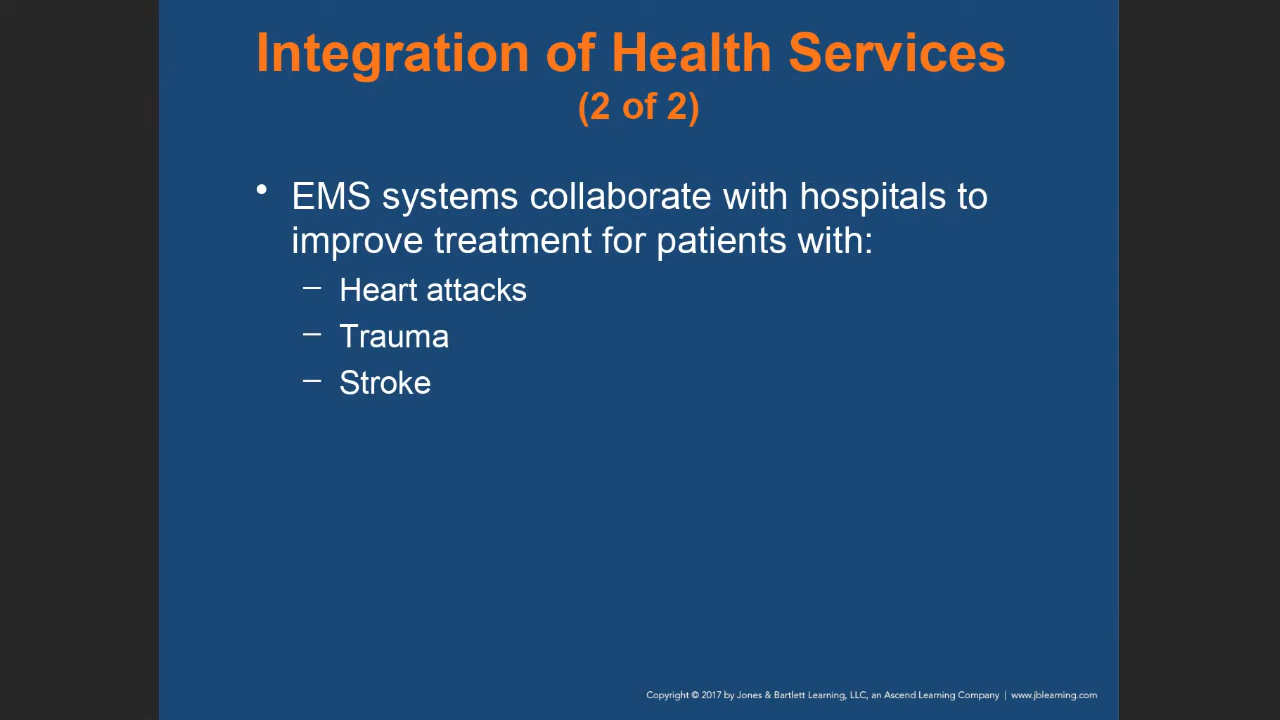 Integration of Health Services
(2 of 2)
• EMS systems collaborate with hospitals to
improve treatment for patients with:
– Heart attacks
– Trauma
– Stroke
Copyright © 2017 by Jones & Bartlett Learning, LLC, an Ascend Learning Company | www.jblearning.com